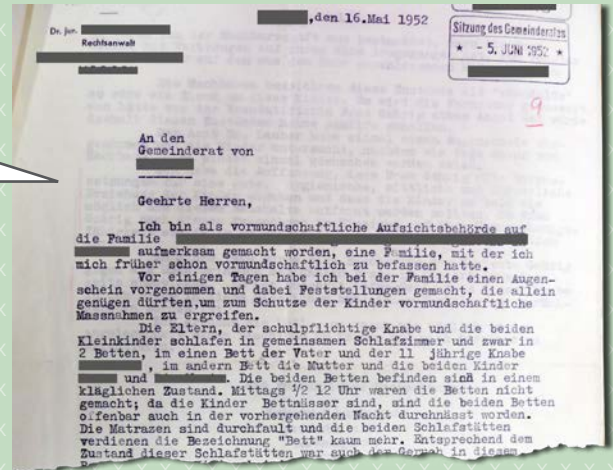 ,den 16.Mai 1952
Dr. jur.
Rechtsanwalt
Sitzung des Gemeinderates
★ - 5. JUNI 1952 ★
9
An den
Gemeinderat von
Geehrte Herren,
Ich bin als vormundschaftliche Aufsichtsbehörde auf
die Familie
aufmerksam gemacht worden, eine Familie, mit der ich
mich früher schon vormundschaftlich zu befassen hatte.
Vor einigen Tagen habe ich bei der Familie einen Augen-
schein vorgenommen und dabei Feststellungen gemacht, die allein
genügen dürften,um zum Schutze der Kinder vormundschaftliche
Massnahmen zu ergreifen.
Die Eltern, der schulpflichtige Knabe und die beiden
Kleinkinder schlafen in gemeinsamen Schlafzimmer und zwar in
2 Betten, im einen Bett der Vater und der 11 jährige Knabe
, im andern Bett die Mutter und die beiden Kinder
und . Die beiden Betten befinden sind in einem
kläglichen Zustand. Mittags ½ 12 Uhr waren die Betten nicht
gemacht; da die Kinder Bettnässer sind, sind die beiden Betten
offenbar auch in der vorhergehenden Nacht durchnässt worden.
Die Matrazen sind durchfault und die beiden Schlafstätten
verdienen die Bezeichnung "Bett" kaum mehr. Entsprechend dem
Zustand dieser Schlafstätten war auch der Geruch in diesem